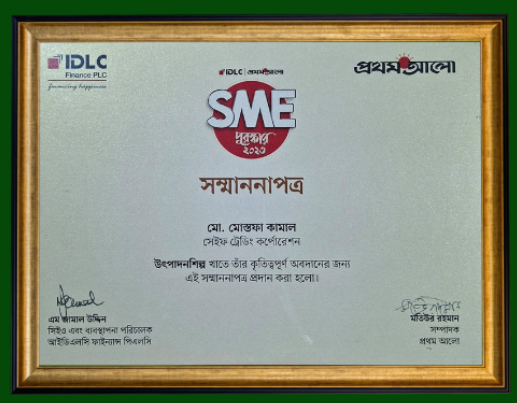 IDLC
Finance PLC
financing happiness
IDLC | প্রথম আলো
প্রথম আলো
SME
পুরস্কার
২০২৩
সম্মাননাপত্র
মো. মোস্তফা কামাল
সেইফ ট্রেডিং কর্পোরেশন
উৎপাদনশিল্প খাতে তাঁর কৃতিত্বপূর্ণ অবদানের জন্য
এই সম্মাননাপত্র প্রদান করা হলো।
এম জামাল উদ্দিন
সিইও এবং ব্যবস্থাপনা পরিচালক
আইডিএলসি ফাইন্যান্স পিএলসি
মতিউর রহমান
সম্পাদক
প্রথম আলো